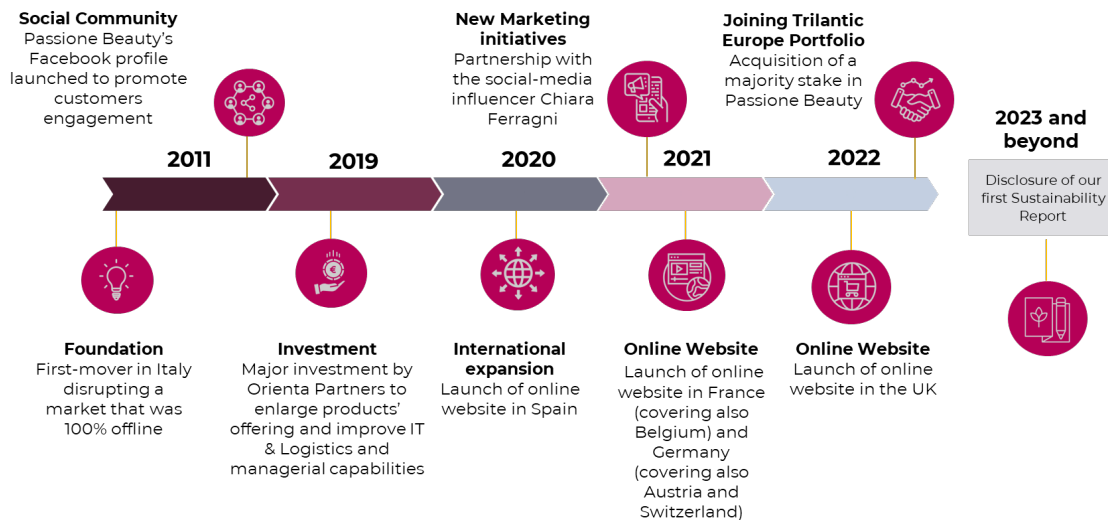 Social Community
Passione Beauty's
Facebook profile
launched to promote
customers
engagement
New Marketing
initiatives
Partnership with
the social-media
influencer Chiara
Ferragni
Joining Trilantic
Europe Portfolio
Acquisition of a
majority stake in
Passione Beauty
2011
2019
2020
2021
2022
2023 and
beyond
Disclosure of our
first Sustainability
Report
Foundation
First-mover in Italy
disrupting a
market that was
100% offline
Investment
Major investment by
Orienta Partners to
enlarge products'
offering and improve IT
& Logistics and
managerial capabilities
International
expansion
Launch of online
website in Spain
Online Website
Launch of online
website in France
(covering also
Belgium) and
Germany
(covering also
Austria and
Switzerland)
Online Website
Launch of online
website in the UK